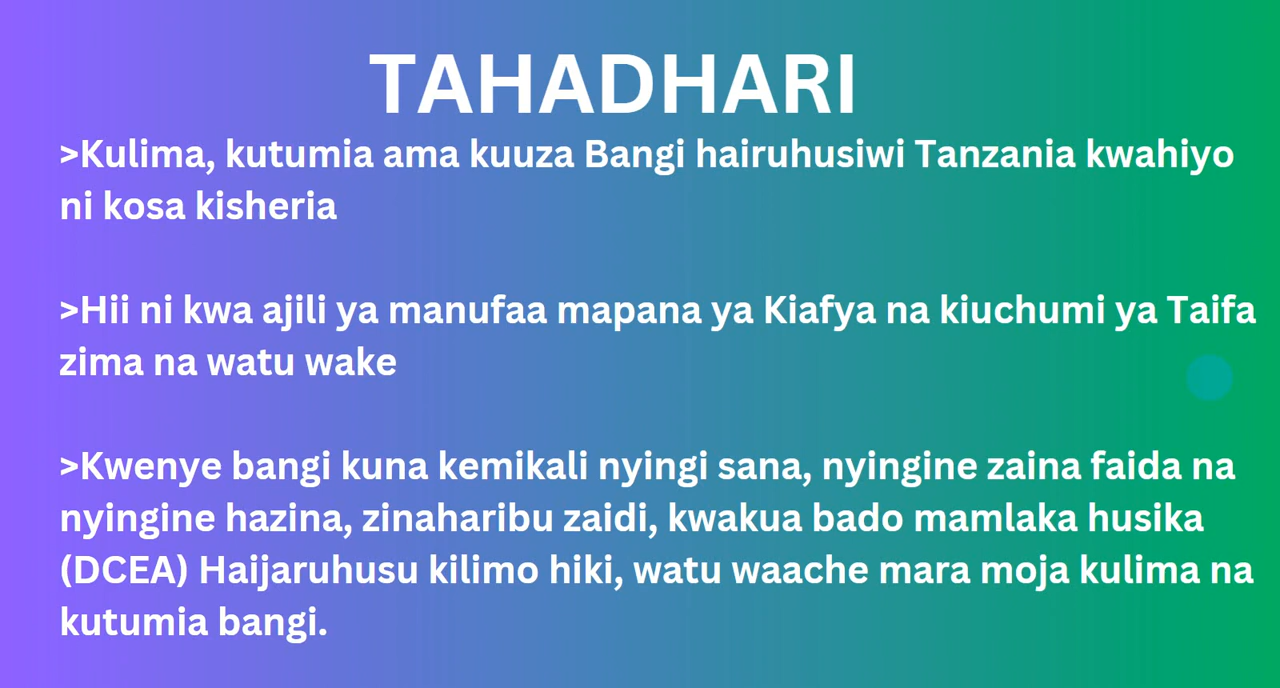 TAHADHARI
>Kulima, kutumia ama kuuza Bangi hairuhusiwi Tanzania kwahiyo
ni kosa kisheria
>Hii ni kwa ajili ya manufaa mapana ya Kiafya na kiuchumi ya Taifa
zima na watu wake
>Kwenye bangi kuna kemikali nyingi sana, nyingine zaina faida na
nyingine hazina, zinaharibu zaidi, kwakua bado mamlaka husika
(DCEA) Haijaruhusu kilimo hiki, watu waache mara moja kulima na
kutumia bangi.